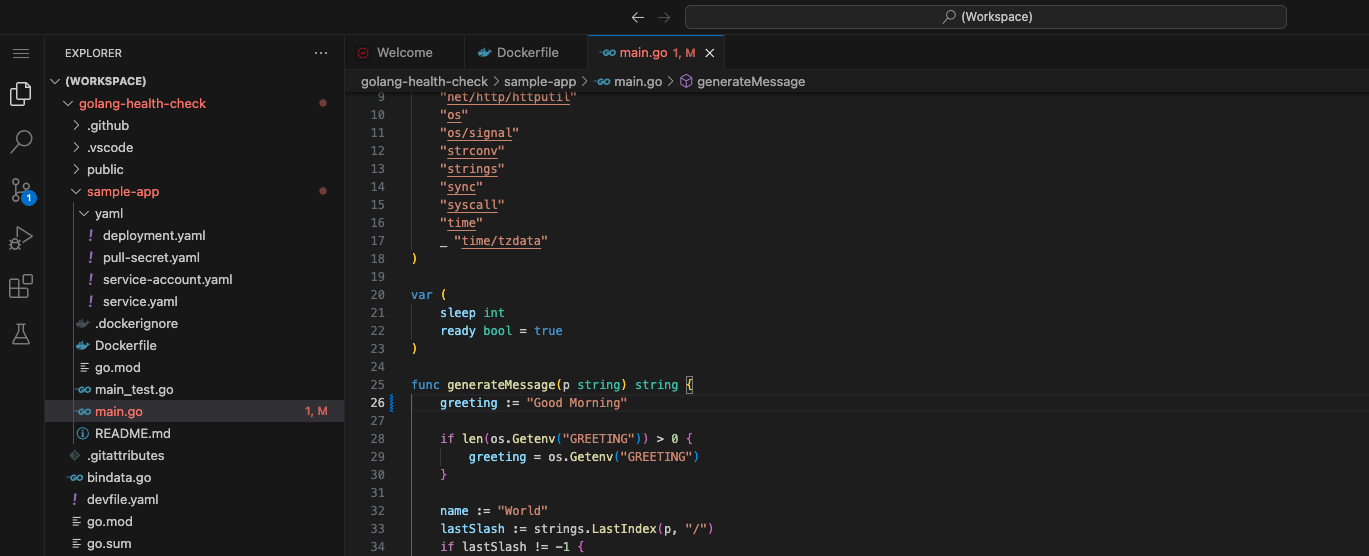 (Workspace)
EXPLORER
...
(WORKSPACE)
golang-health-check
.github
.vscode
public
sample-app
yaml
! deployment.yaml
! pull-secret.yaml
! service-account.yaml
! service.yaml
.dockerignore
Dockerfile
go.mod
GO main_test.go
GO main.go 1, M
README.md
.gitattributes
GO bindata.go
! devfile.yaml
go.mod
go.sum
1
Welcome
Dockerfile
GO main.go 1, M
golang-health-check > sample-app > GO main.go > generateMessage
9 "net/http/httputil"
10 "os"
11 "os/signal"
12 "strconv"
13 "strings"
14 "sync"
15 "syscall"
16 "time"
17 _ "time/tzdata"
18 )
19
20 var (
21 sleep int
22 ready bool = true
23 )
24
25 func generateMessage(p string) string {
26 greeting := "Good Morning"
27
28 if len(os.Getenv("GREETING")) > 0 {
29 greeting = os.Getenv("GREETING")
30 }
31
32 name := "World"
33 lastSlash := strings.LastIndex(p, "/")
34 if lastSlash != -1 {